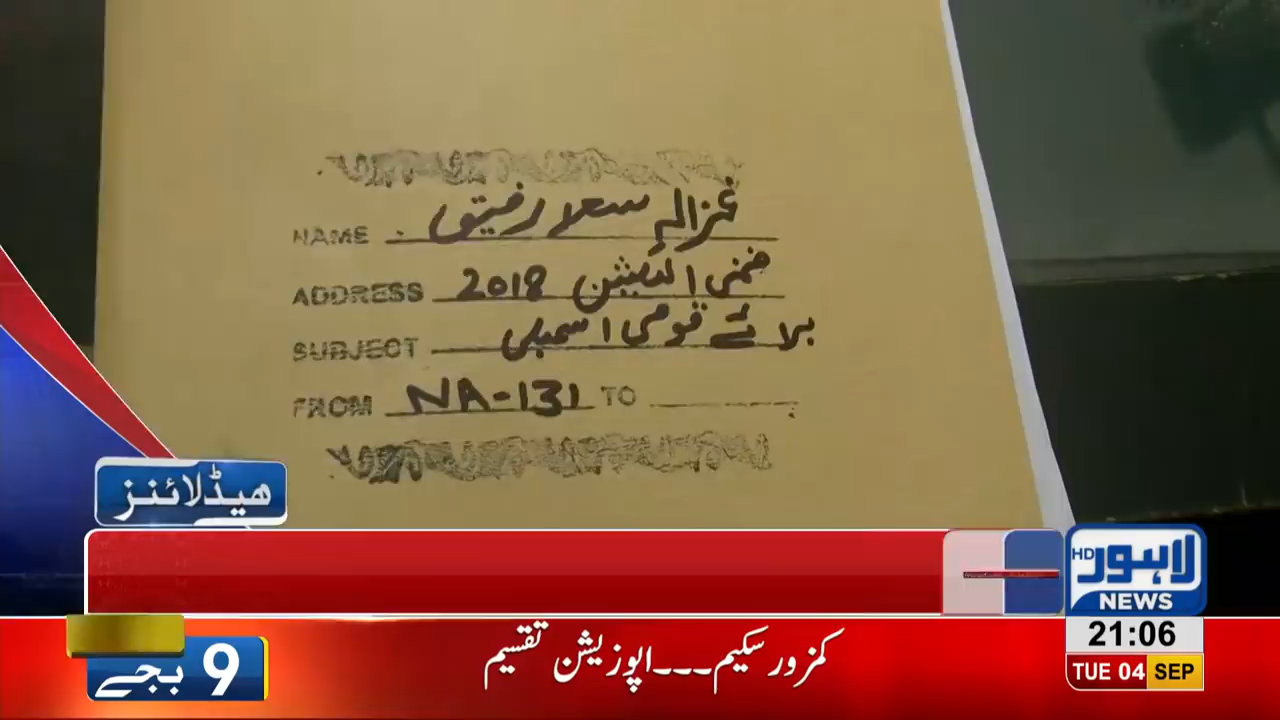 NAME غزالہ سعد رفیق
ADDRESS ضمنی الیکشن 2018
SUBJECT برائے قومی اسمبلی
FROM NA-131 TO
ھیڈلائنز
HD لاہور
NEWS
21:06
TUE 04 SEP
9 بجے
کمزور سکیم۔۔۔اپوزیشن تقسیم